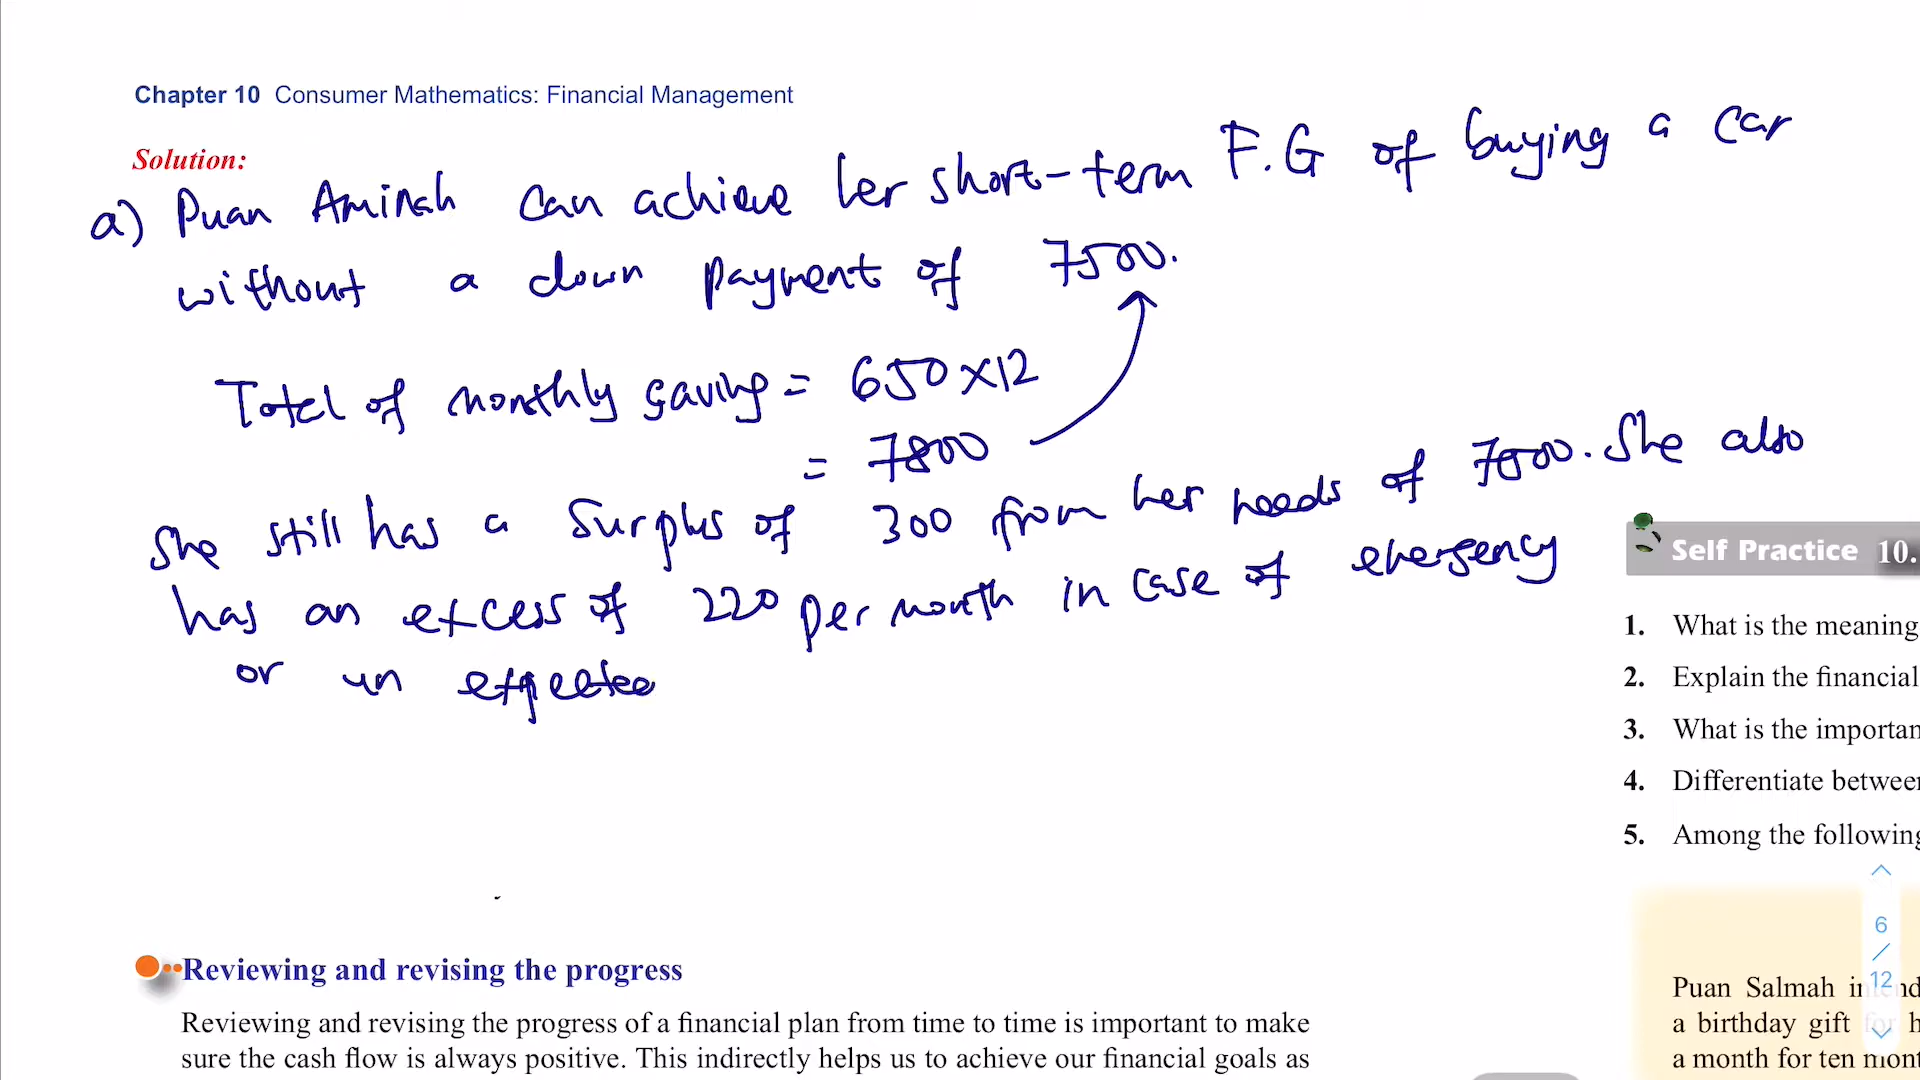 Chapter 10 Consumer Mathematics: Financial Management
Solution:
a) Puan Aminah can achieve her short-term F.G of buying a car
without a down payment of 7500.
Total of monthly saving = 650×12
= 7800
She still has a surplus of 300 from her needs of 7500. She also
has an excess of 220 per month in case of emergency
or un expected
Self Practice 10.
1. What is the meaning
2. Explain the financial
3. What is the importan
4. Differentiate between
5. Among the following
6
/
12
Reviewing and revising the progress
Reviewing and revising the progress of a financial plan from time to time is important to make
sure the cash flow is always positive. This indirectly helps us to achieve our financial goals as
Puan Salmah
a birthday gift for h
a month for ten mont